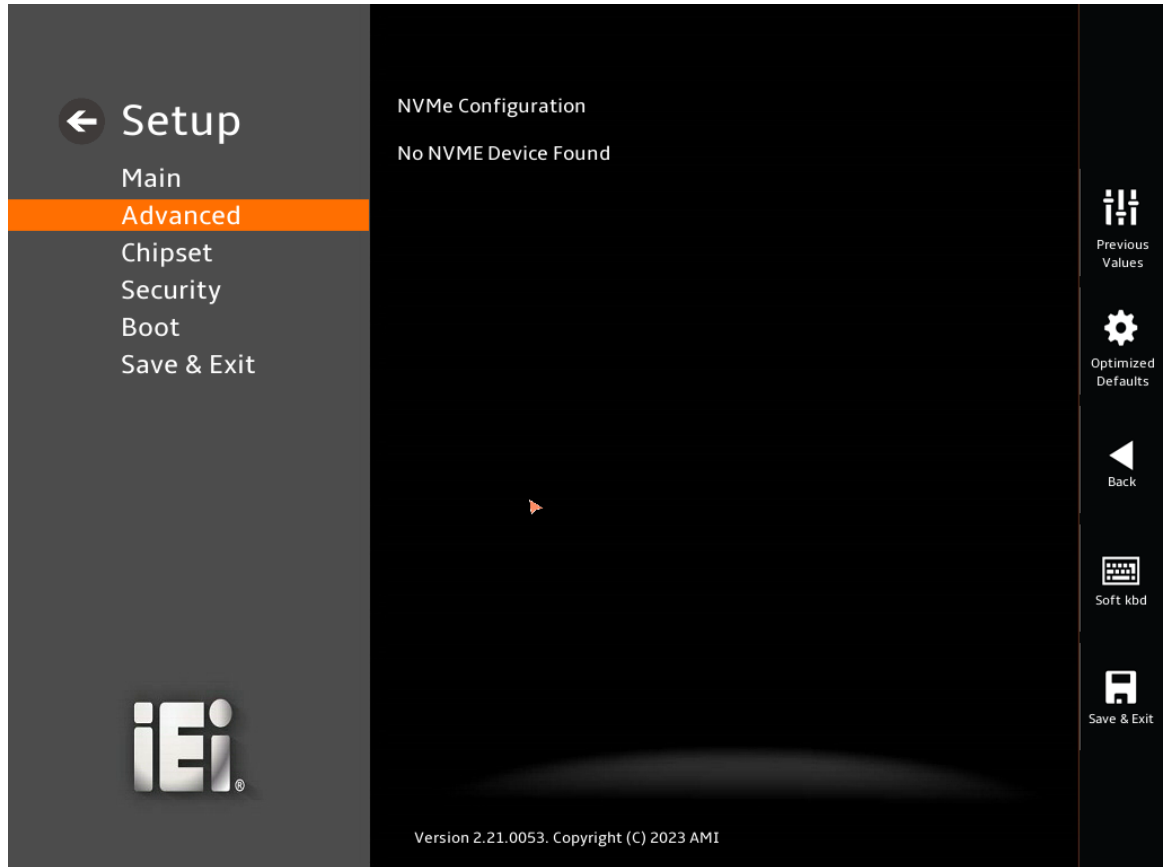 Setup
Main
Advanced
Chipset
Security
Boot
Save & Exit
iEi®
NVMe Configuration
No NVME Device Found
Version 2.21.0053. Copyright (C) 2023 AMI
Previous
Values
Optimized
Defaults
Back
Soft kbd
Save & Exit